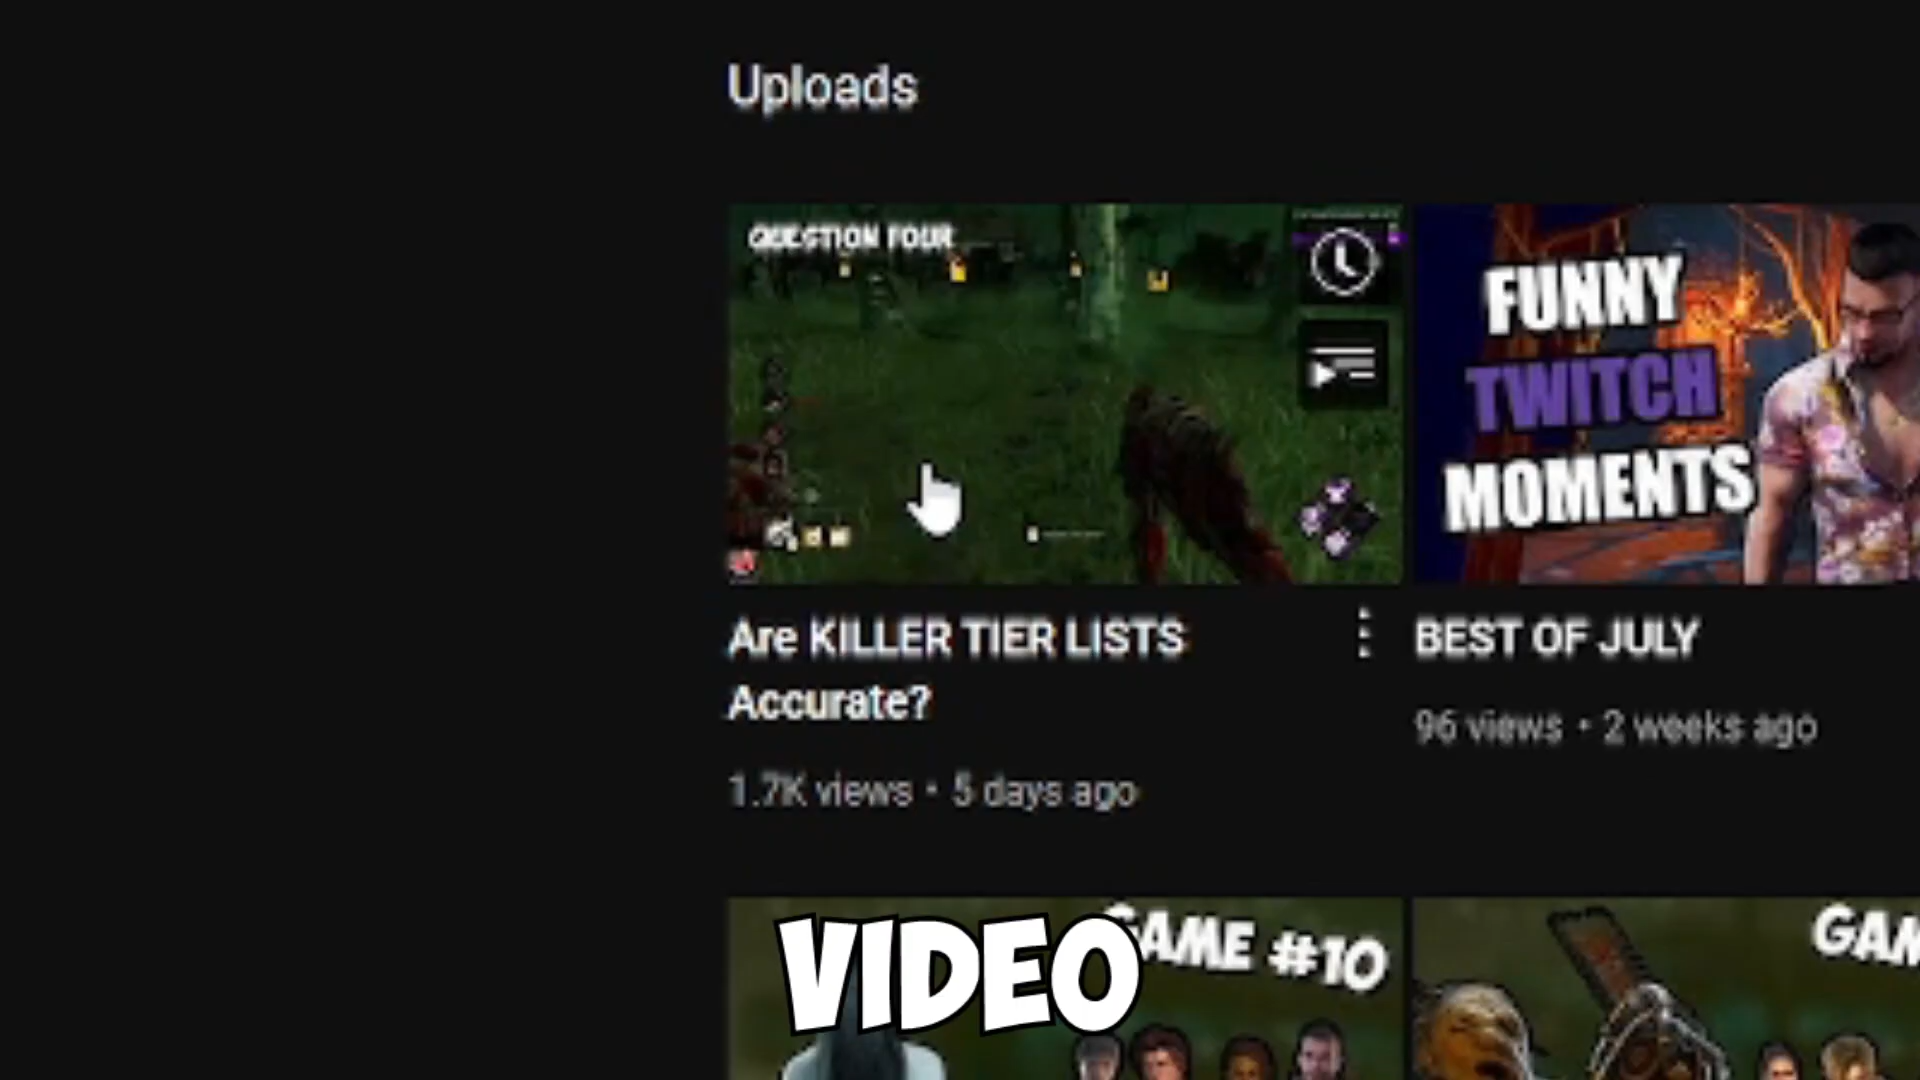 Uploads
QUESTION FOUR
FUNNY
TWITCH
MOMENTS
Are KILLER TIER LISTS
Accurate?
1.7K views • 5 days ago
BEST OF JULY
96 views • 2 weeks ago
GAME #10
VIDEO
GAM